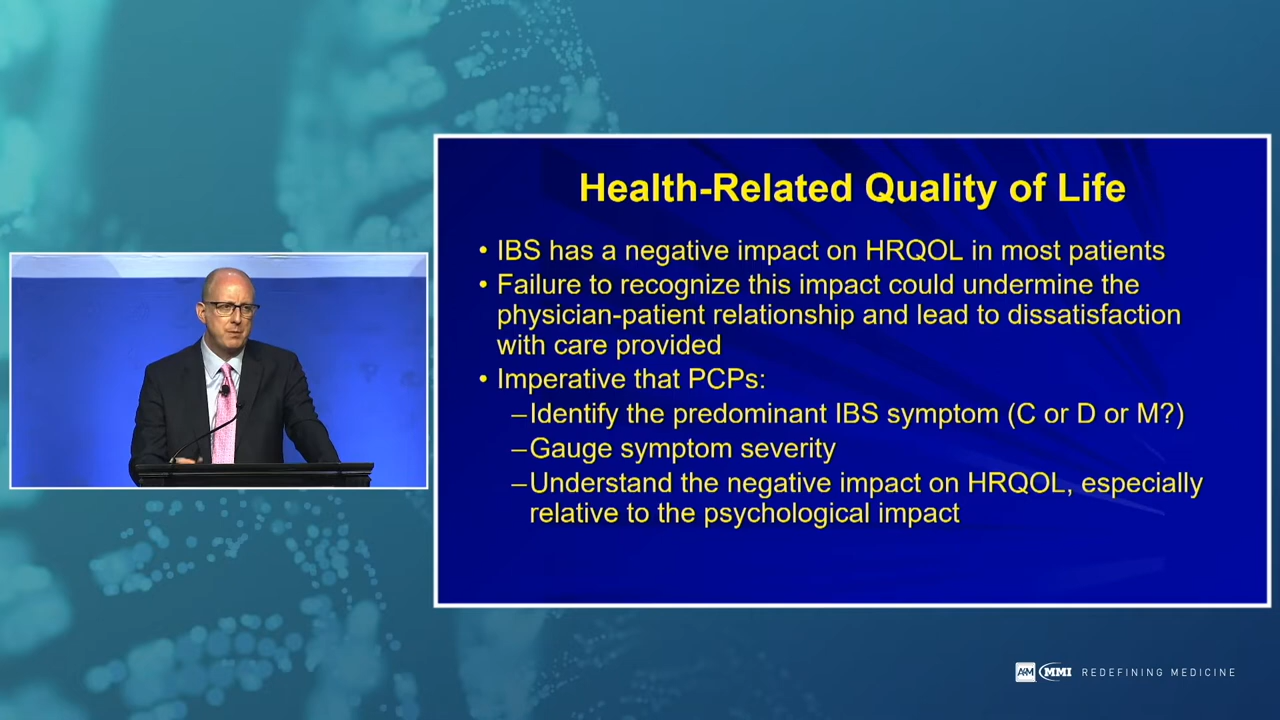 Health-Related Quality of Life
• IBS has a negative impact on HRQOL in most patients
• Failure to recognize this impact could undermine the
physician-patient relationship and lead to dissatisfaction
with care provided
• Imperative that PCPs:
–Identify the predominant IBS symptom (C or D or M?)
–Gauge symptom severity
–Understand the negative impact on HRQOL, especially
relative to the psychological impact
A4M MMI REDEFINING MEDICINE